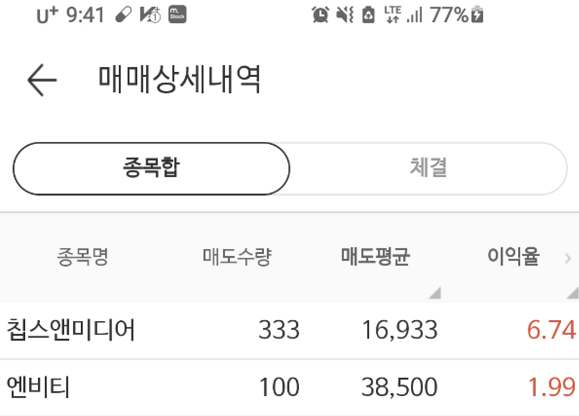 U+ 9:41 m.Stock LTE 77%
매매상세내역
종목합 체결
종목명 매도수량 매도평균 이익율
칩스앤미디어 333 16,933 6.74
엔비티 100 38,500 1.99